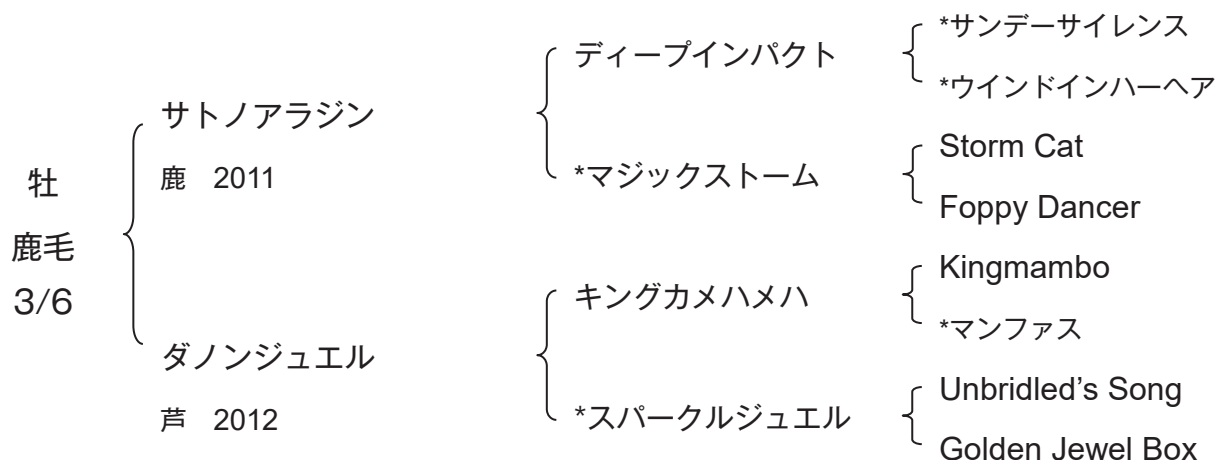 牡
鹿毛
3/6
サトノアラジン
鹿 2011
ダノンジュエル
芦 2012
ディープインパクト
*マジックストーム
キングカメハメハ
*スパークルジュエル
*サンデーサイレンス
*ウインドインハーヘア
Storm Cat
Foppy Dancer
Kingmambo
*マンファス
Unbridled’s Song
Golden Jewel Box